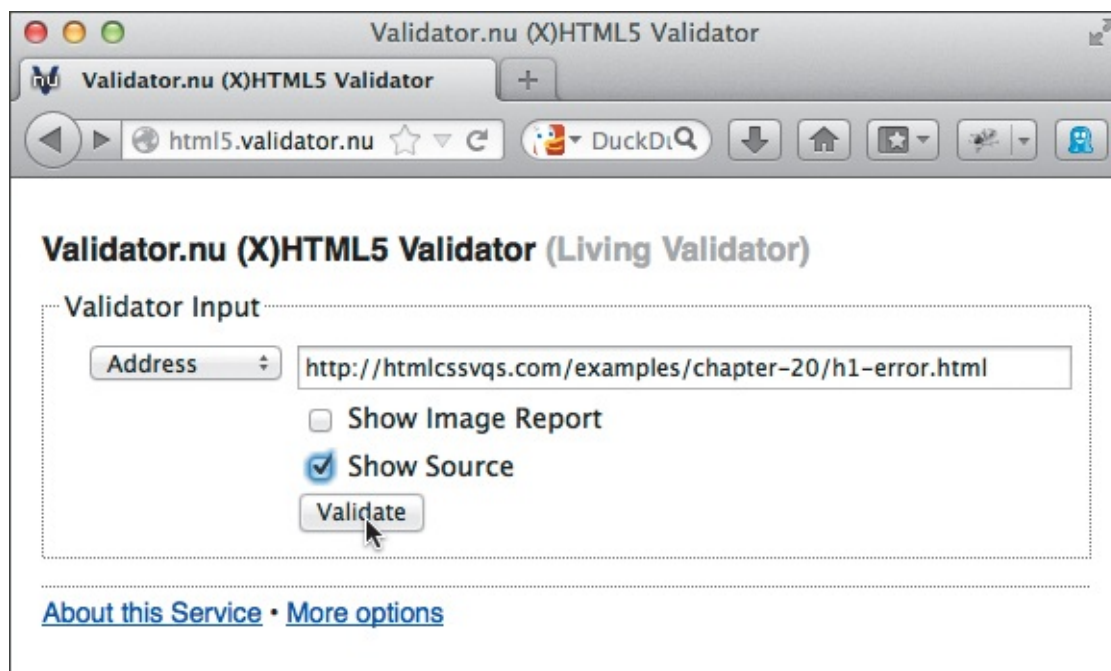 Validator.nu (X)HTML5 Validator
nu Validator.nu (X)HTML5 Validator
html5.validator.nu DuckDu
Validator.nu (X)HTML5 Validator (Living Validator)
Validator Input
Address http://htmlcssvqs.com/examples/chapter-20/h1-error.html
Show Image Report
Show Source
Validate
About this Service • More options